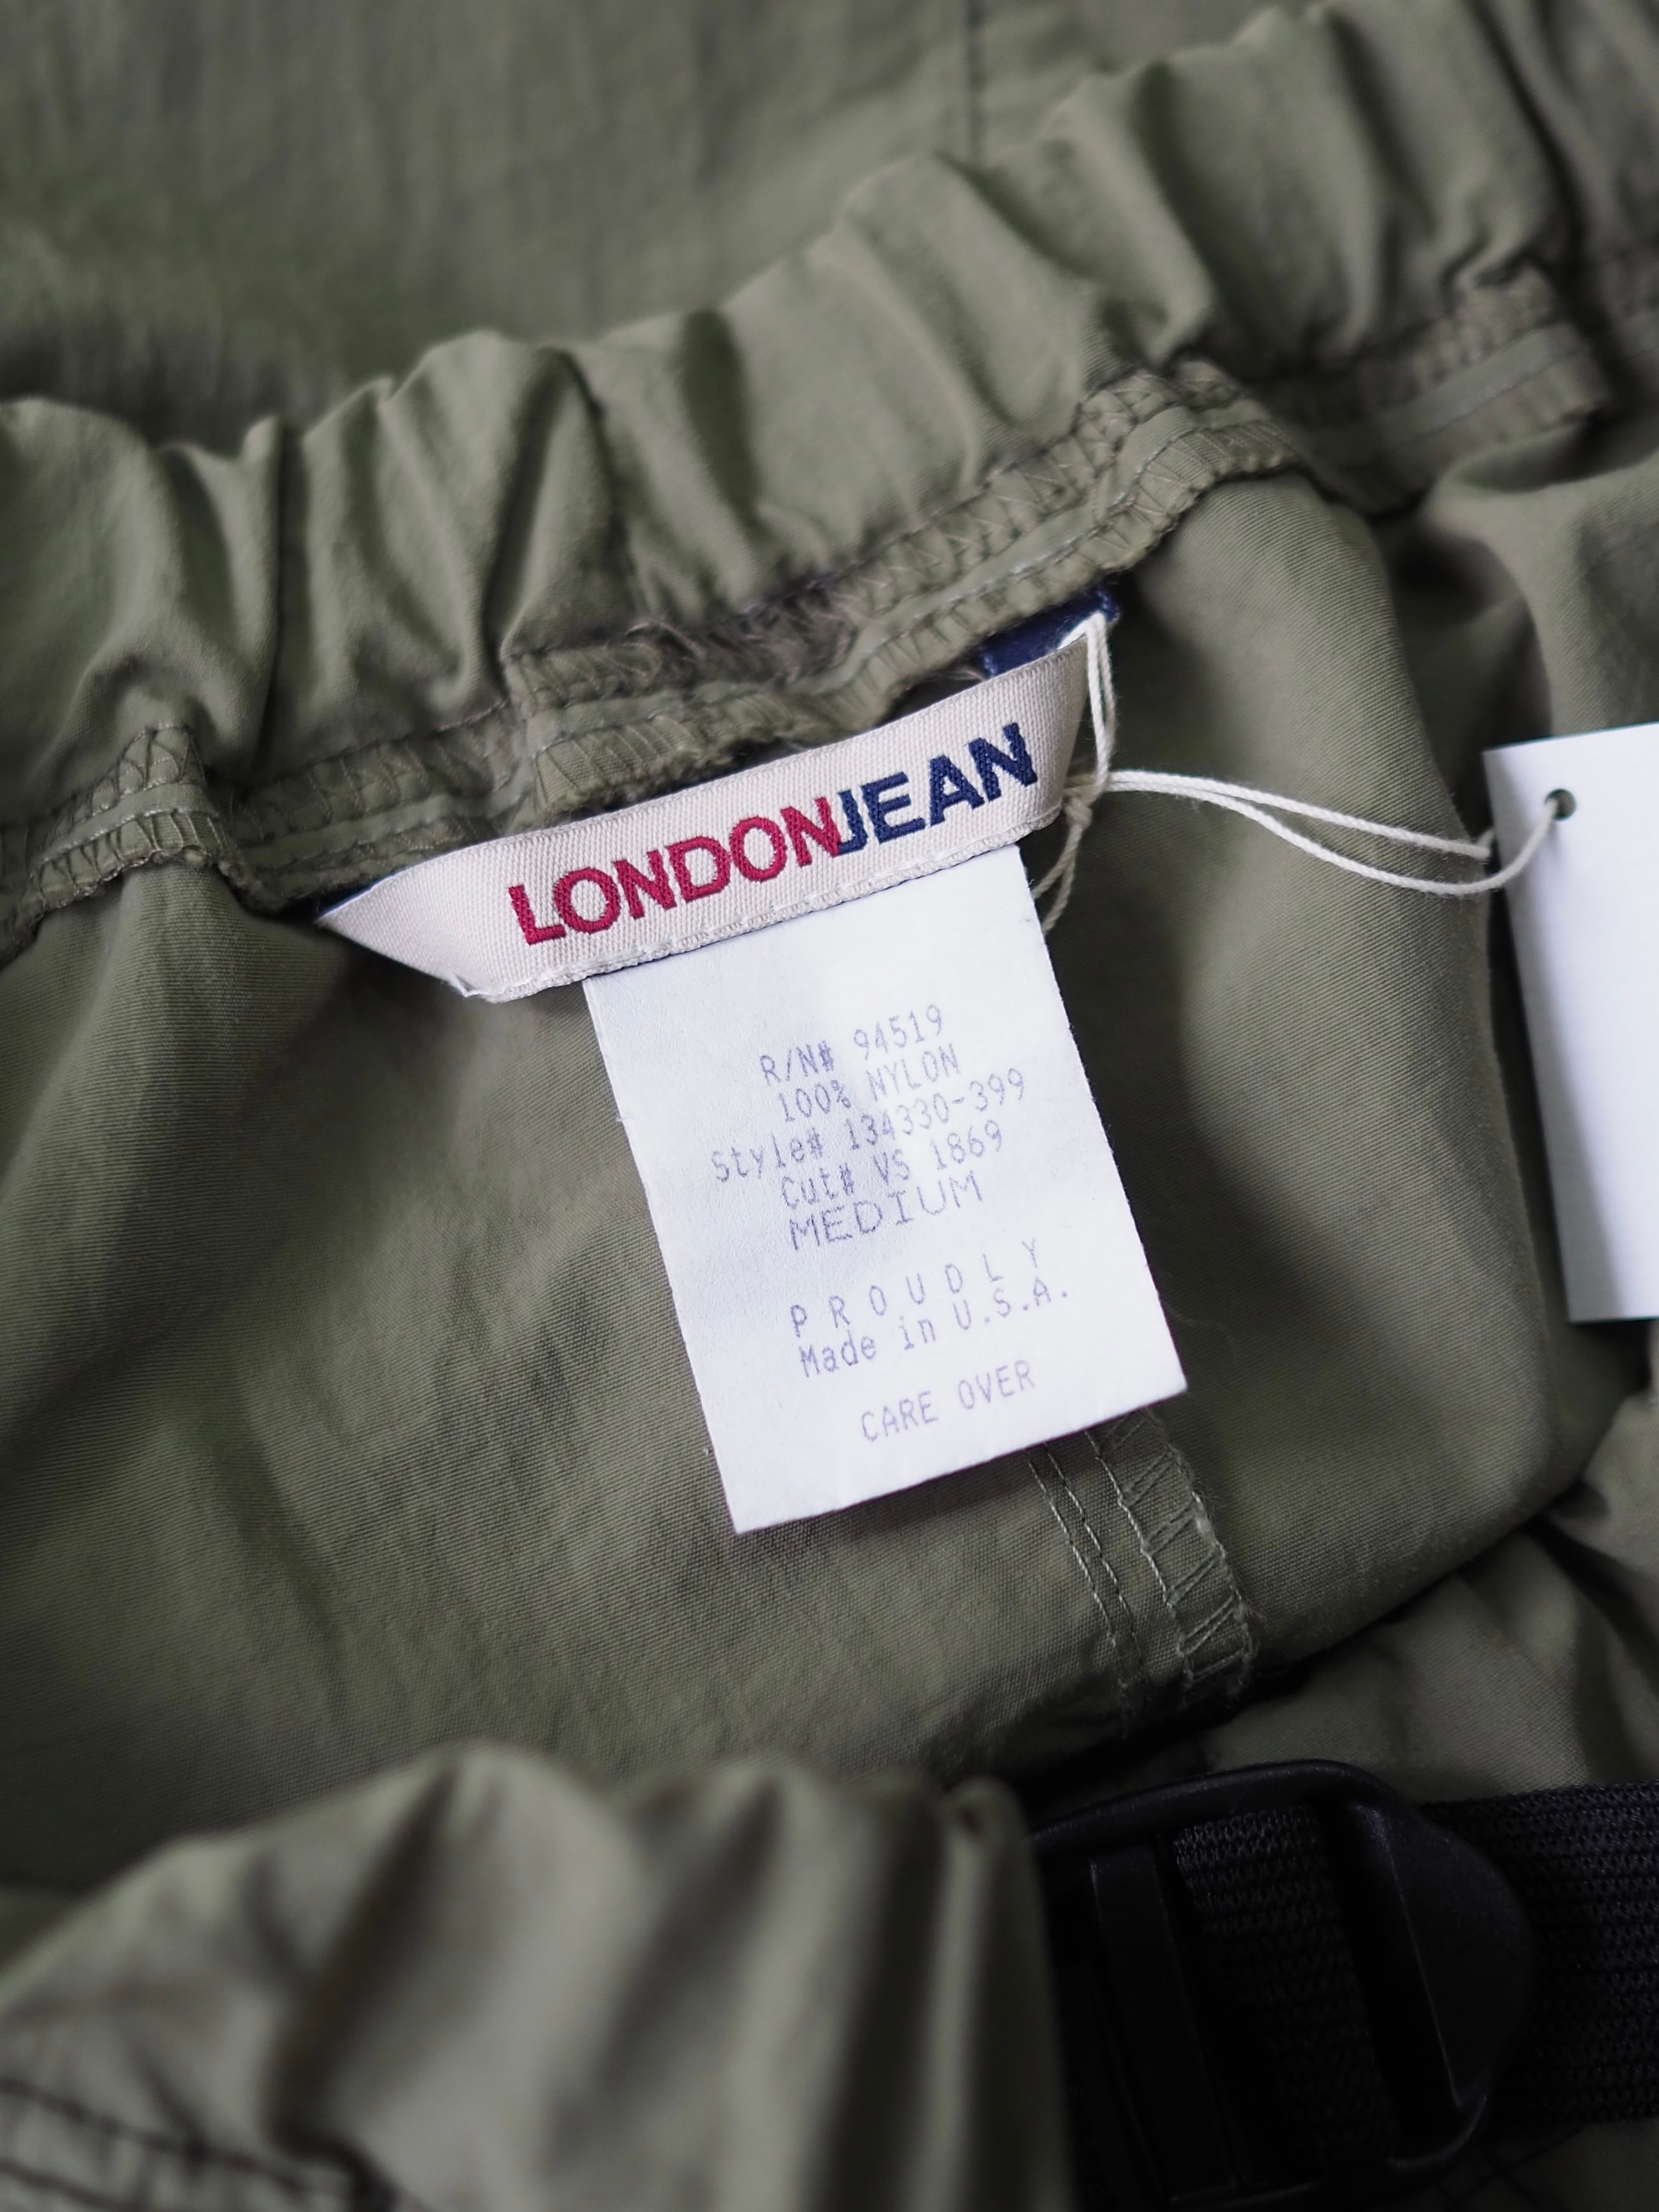 LONDONJEAN
R/N# 94519
100% NYLON
Style# 134330-399
Cut# VS 1869
MEDIUM
PROUDLY
Made in U.S.A.
CARE OVER